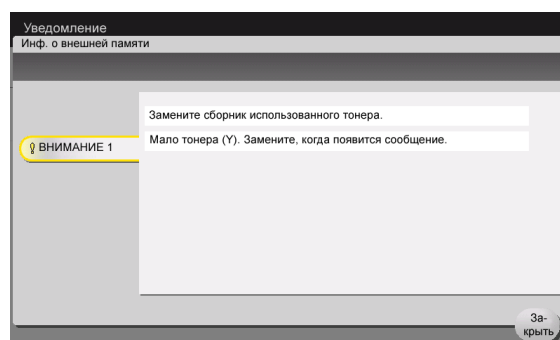 Уведомление
Инф. о внешней памяти
Замените сборник использованного тонера.
ВНИМАНИЕ 1
Мало тонера (Y). Замените, когда появится сообщение.
За-
крыть